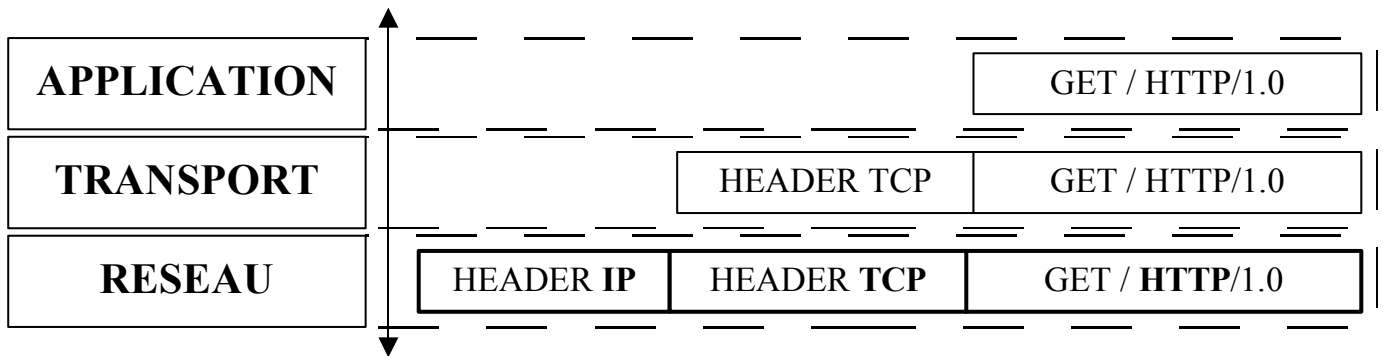 APPLICATION GET / HTTP/1.0
TRANSPORT HEADER TCP GET / HTTP/1.0
RESEAU HEADER IP HEADER TCP GET / HTTP/1.0